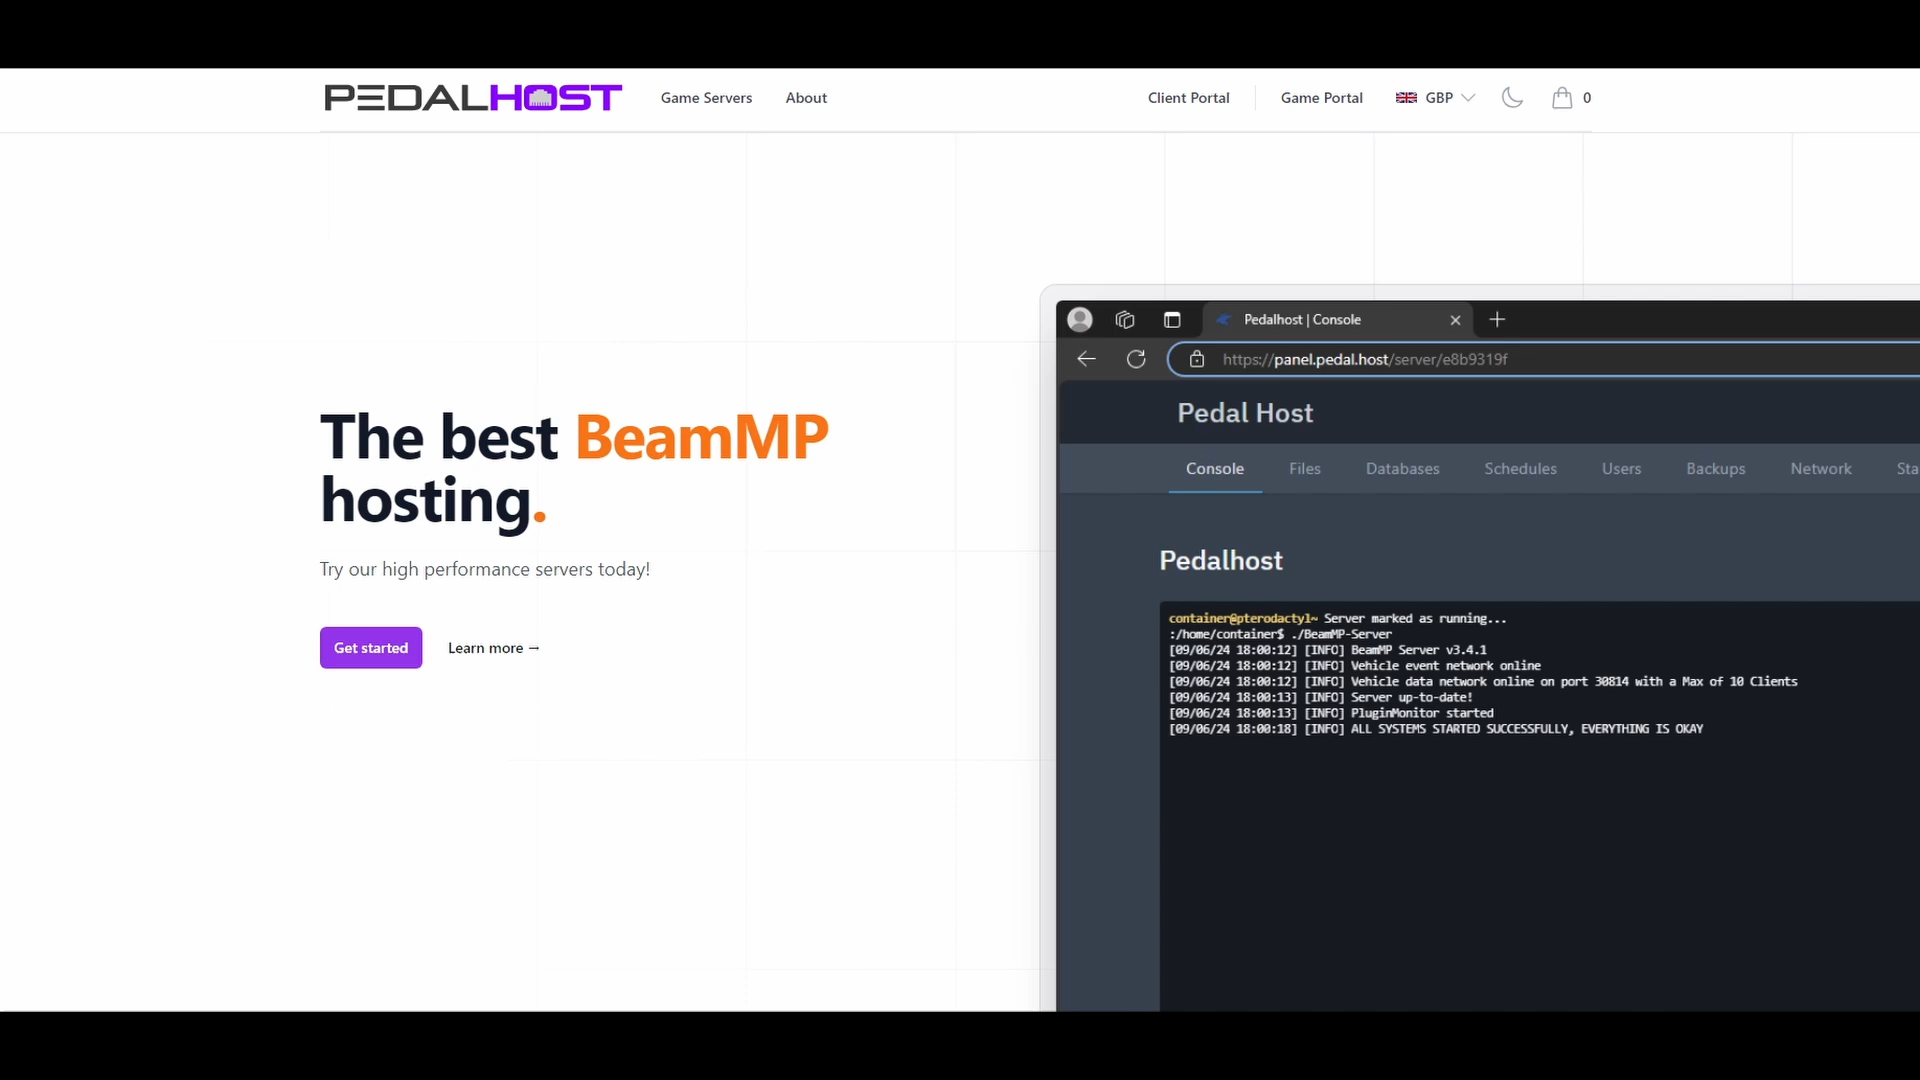 PEDALHOST
Game Servers
About
Client Portal
Game Portal
GBP
0
The best BeamMP
hosting.
Try our high performance servers today!
Get started
Learn more →
Pedalhost | Console
https://panel.pedal.host/server/e8b9319f
Pedal Host
Console
Files
Databases
Schedules
Users
Backups
Network
Sta
Pedalhost
container@pterodactyl~ Server marked as running...
:/home/container$ ./BeamMP-Server
[09/06/24 18:00:12] [INFO] BeamMP Server v3.4.1
[09/06/24 18:00:12] [INFO] Vehicle event network online
[09/06/24 18:00:12] [INFO] Vehicle data network online on port 30814 with a Max of 10 Clients
[09/06/24 18:00:13] [INFO] Server up-to-date!
[09/06/24 18:00:13] [INFO] PluginMonitor started
[09/06/24 18:00:18] [INFO] ALL SYSTEMS STARTED SUCCESSFULLY, EVERYTHING IS OKAY